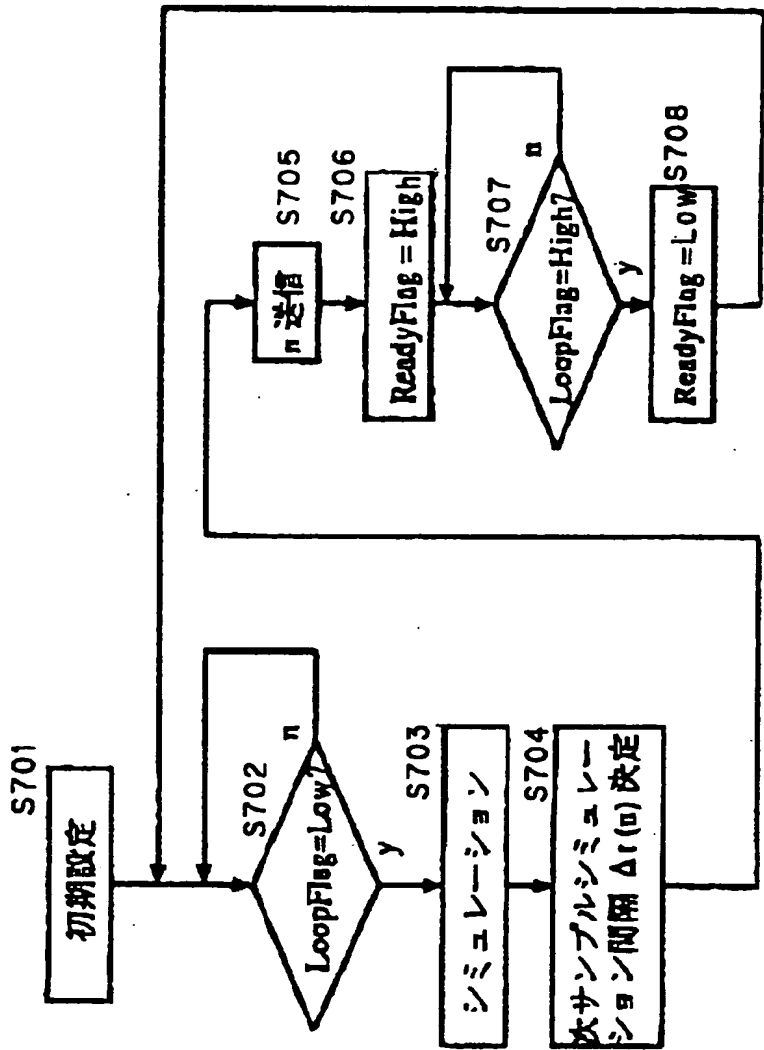 S701
初期設定
S702
LoopFlag=Low?
n
y
S703
シミュレーション
S704
次サンプルシミュレー
ション間隔 Δt(n) 決定
S705
n 送信
S706
ReadyFlag = High
S707
LoopFlag=High?
n
y
S708
ReadyFlag=Low